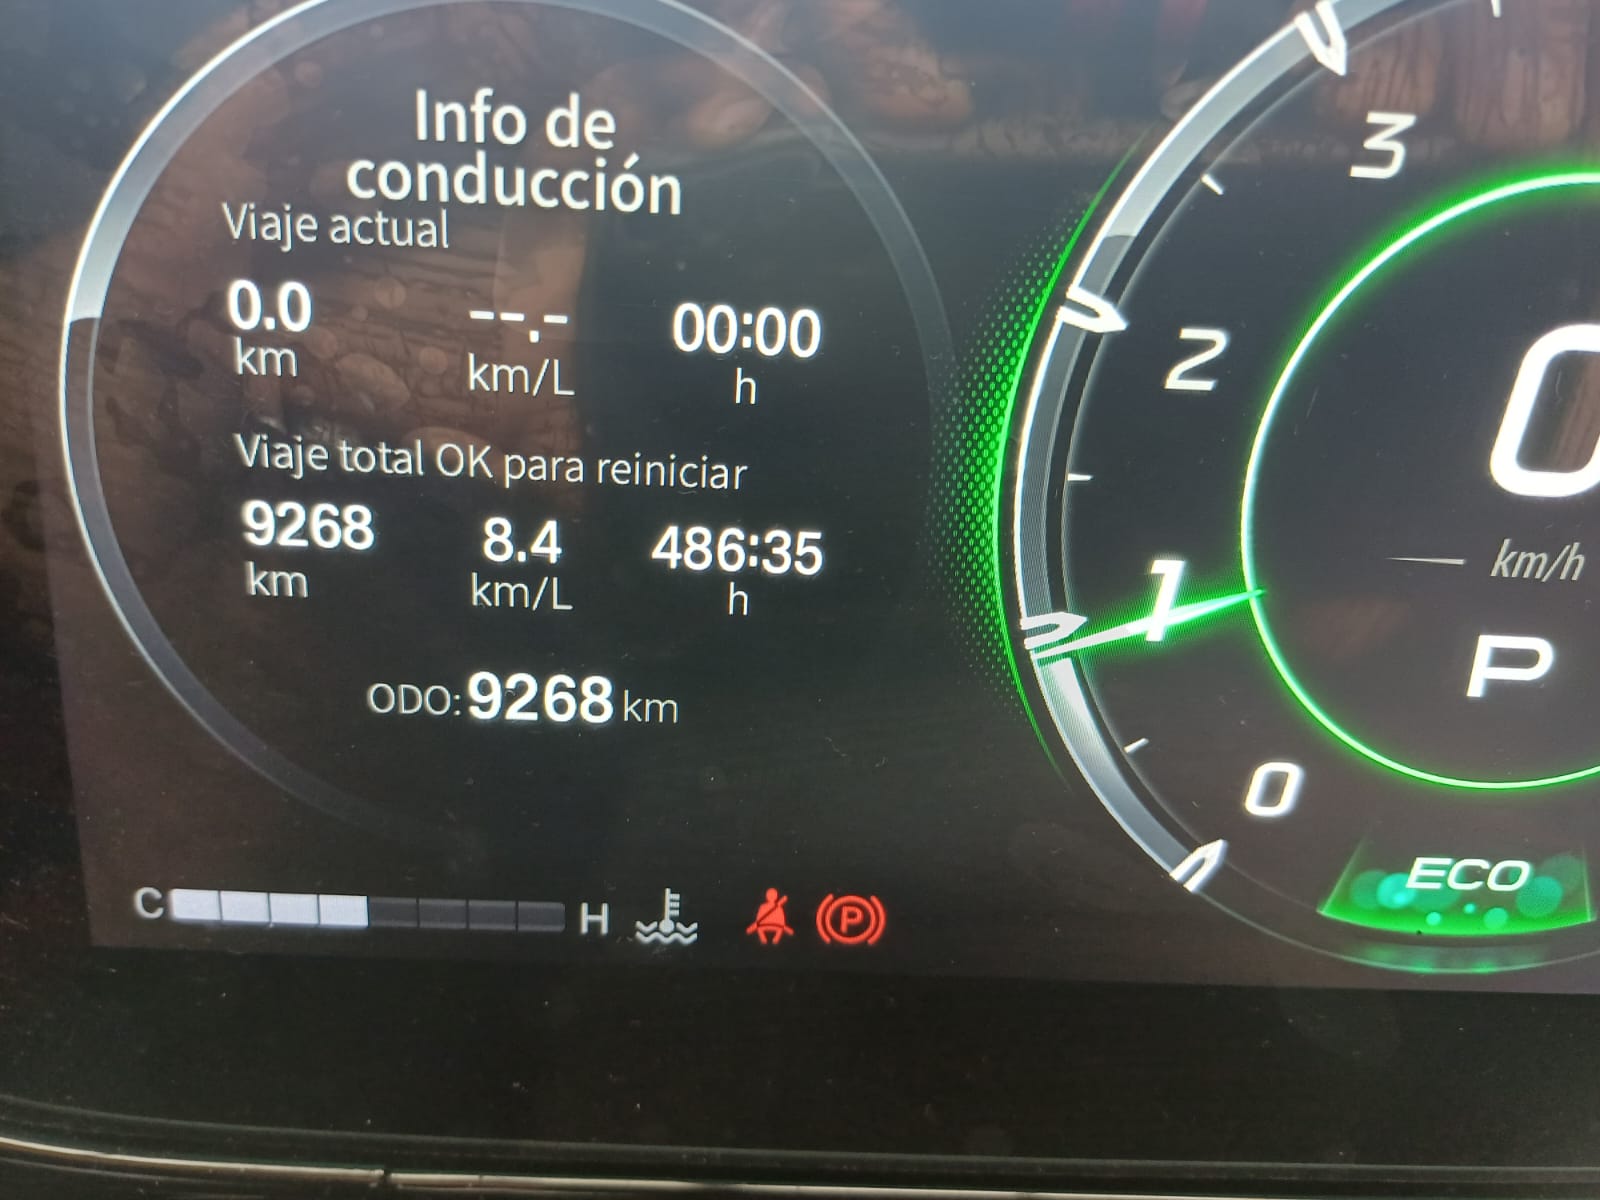 Info de
conducción
Viaje actual
0.0 --.- 00:00
km km/L h
Viaje total OK para reiniciar
9268 8.4 486:35
km km/L h
ODO: 9268 km
C H
P
3
2
1
0
0
km/h
P
ECO